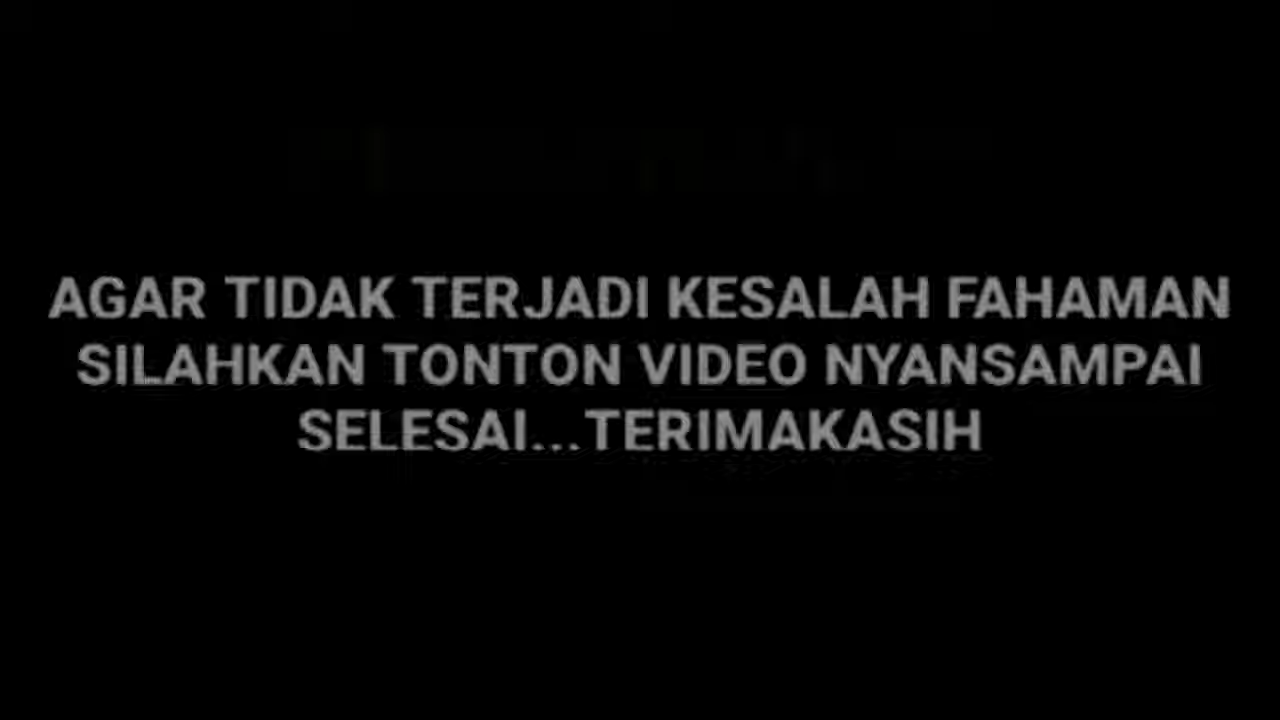 AGAR TIDAK TERJADI KESALAH FAHAMAN
SILAHKAN TONTON VIDEO NYANSAMPAI
SELESAI...TERIMAKASIH